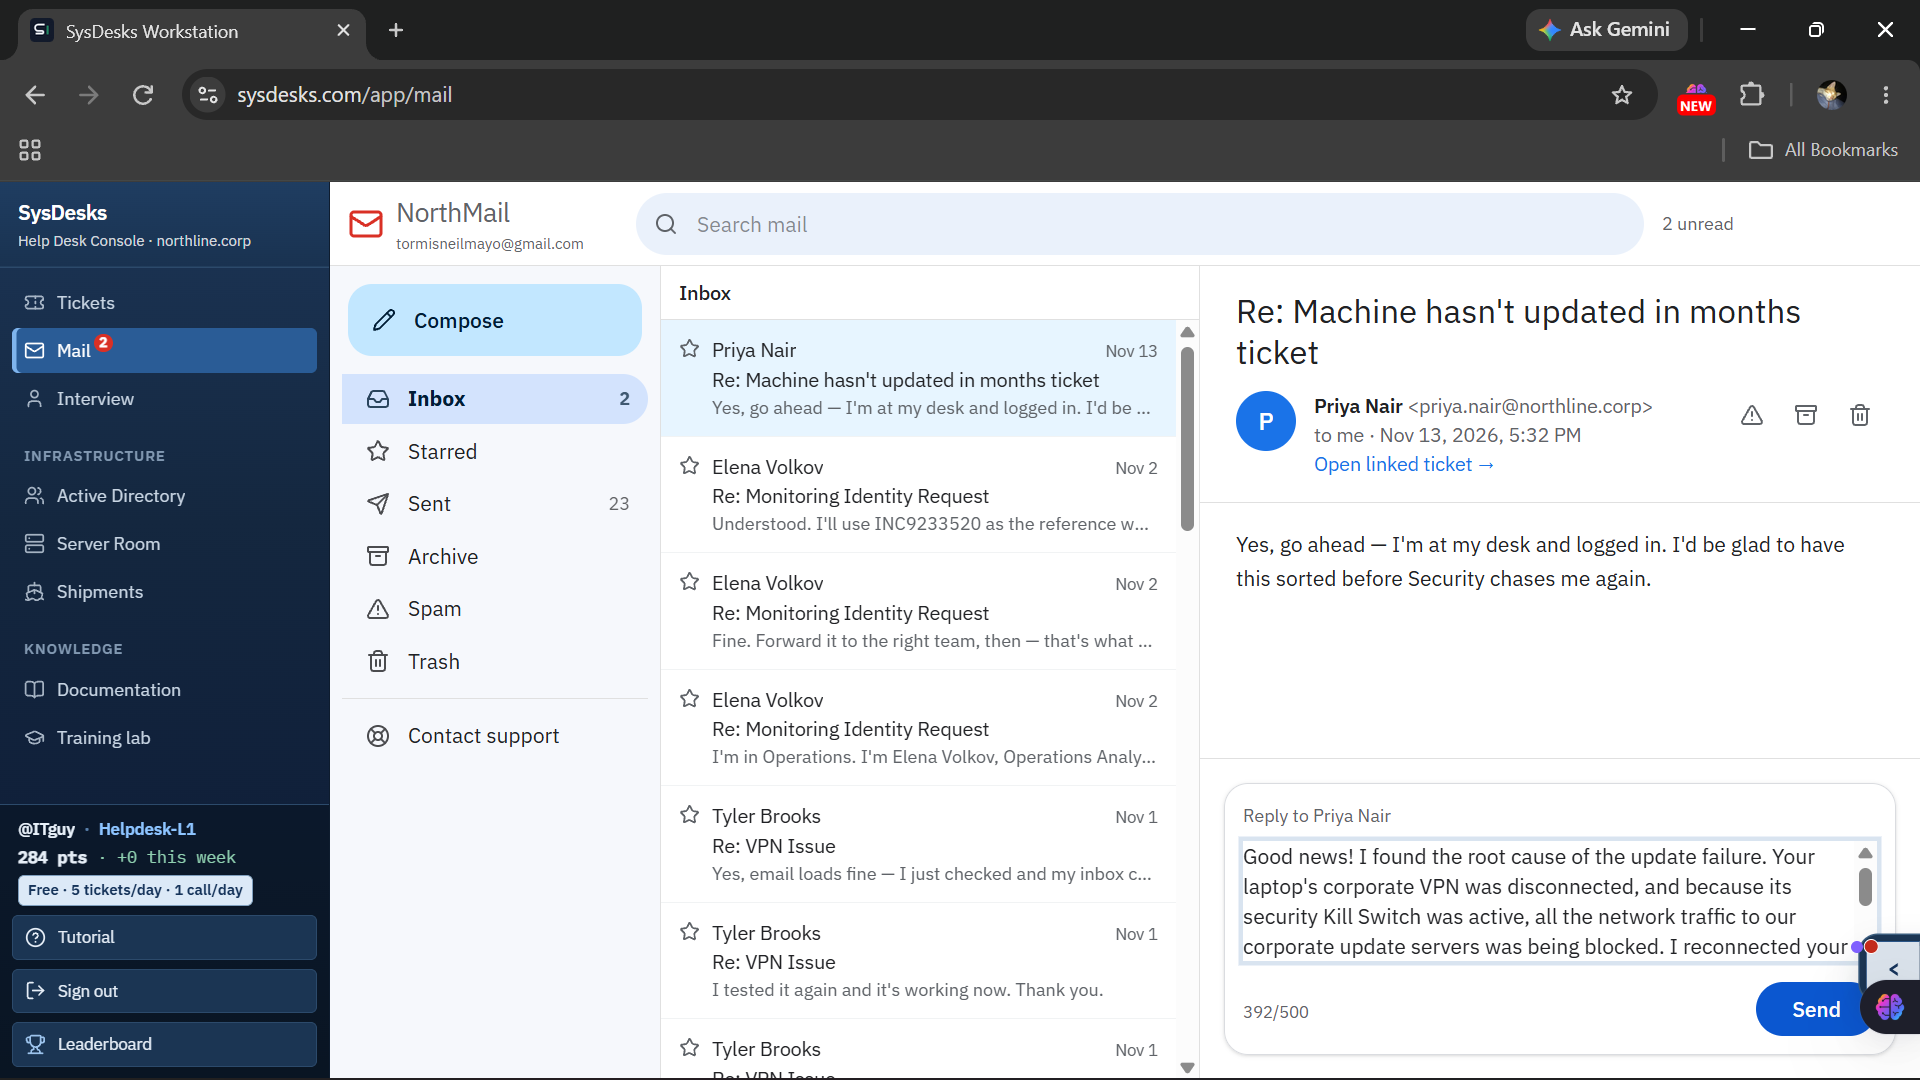 SysDesks Workstation
Ask Gemini
sysdesks.com/app/mail
NEW
All Bookmarks
SysDesks
Help Desk Console · northline.corp
Tickets
Mail 2
Interview
INFRASTRUCTURE
Active Directory
Server Room
Shipments
KNOWLEDGE
Documentation
Training lab
@ITguy · Helpdesk-L1
284 pts · +0 this week
Free · 5 tickets/day · 1 call/day
Tutorial
Sign out
Leaderboard
NorthMail
tormisneilmayo@gmail.com
Search mail
2 unread
Compose
Inbox 2
Starred
Sent 23
Archive
Spam
Trash
Contact support
Inbox
Priya Nair Nov 13
Re: Machine hasn't updated in months ticket
Yes, go ahead — I'm at my desk and logged in. I'd be ...
Elena Volkov Nov 2
Re: Monitoring Identity Request
Understood. I'll use INC9233520 as the reference w...
Elena Volkov Nov 2
Re: Monitoring Identity Request
Fine. Forward it to the right team, then — that's what ...
Elena Volkov Nov 2
Re: Monitoring Identity Request
I'm in Operations. I'm Elena Volkov, Operations Analy...
Tyler Brooks Nov 1
Re: VPN Issue
Yes, email loads fine — I just checked and my inbox c...
Tyler Brooks Nov 1
Re: VPN Issue
I tested it again and it's working now. Thank you.
Tyler Brooks Nov 1
Re: VPN Issue
Re: Machine hasn't updated in months
ticket
P
Priya Nair <priya.nair@northline.corp>
to me · Nov 13, 2026, 5:32 PM
Open linked ticket →
Yes, go ahead — I'm at my desk and logged in. I'd be glad to have
this sorted before Security chases me again.
Reply to Priya Nair
Good news! I found the root cause of the update failure. Your
laptop's corporate VPN was disconnected, and because its
security Kill Switch was active, all the network traffic to our
corporate update servers was being blocked. I reconnected your
392/500
Send